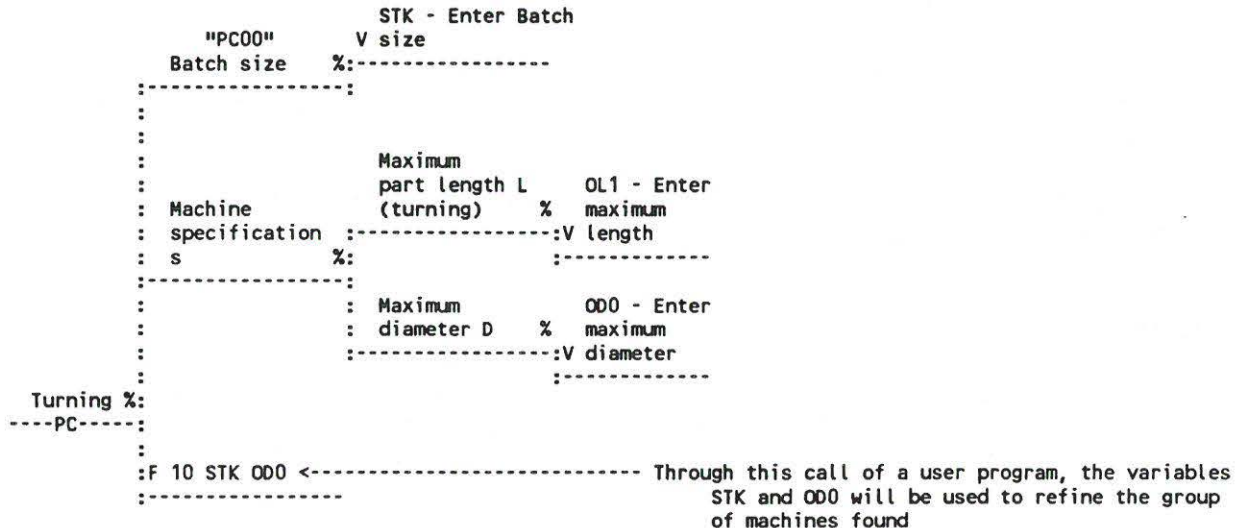 STK - Enter Batch
"PC00" V size
Batch size %:-----------------
:-----------------:
:
:
: Maximum
: part length L OL1 - Enter
: Machine (turning) % maximum
: specification :-----------------:V length
: s %: :-------------
:-----------------:
: : Maximum OD0 - Enter
: : diameter D % maximum
: :-----------------:V diameter
: :-------------
Turning %:
----PC-----:
:
:F 10 STK OD0 <---------------------------- Through this call of a user program, the variables
:----------------- STK and OD0 will be used to refine the group
of machines found